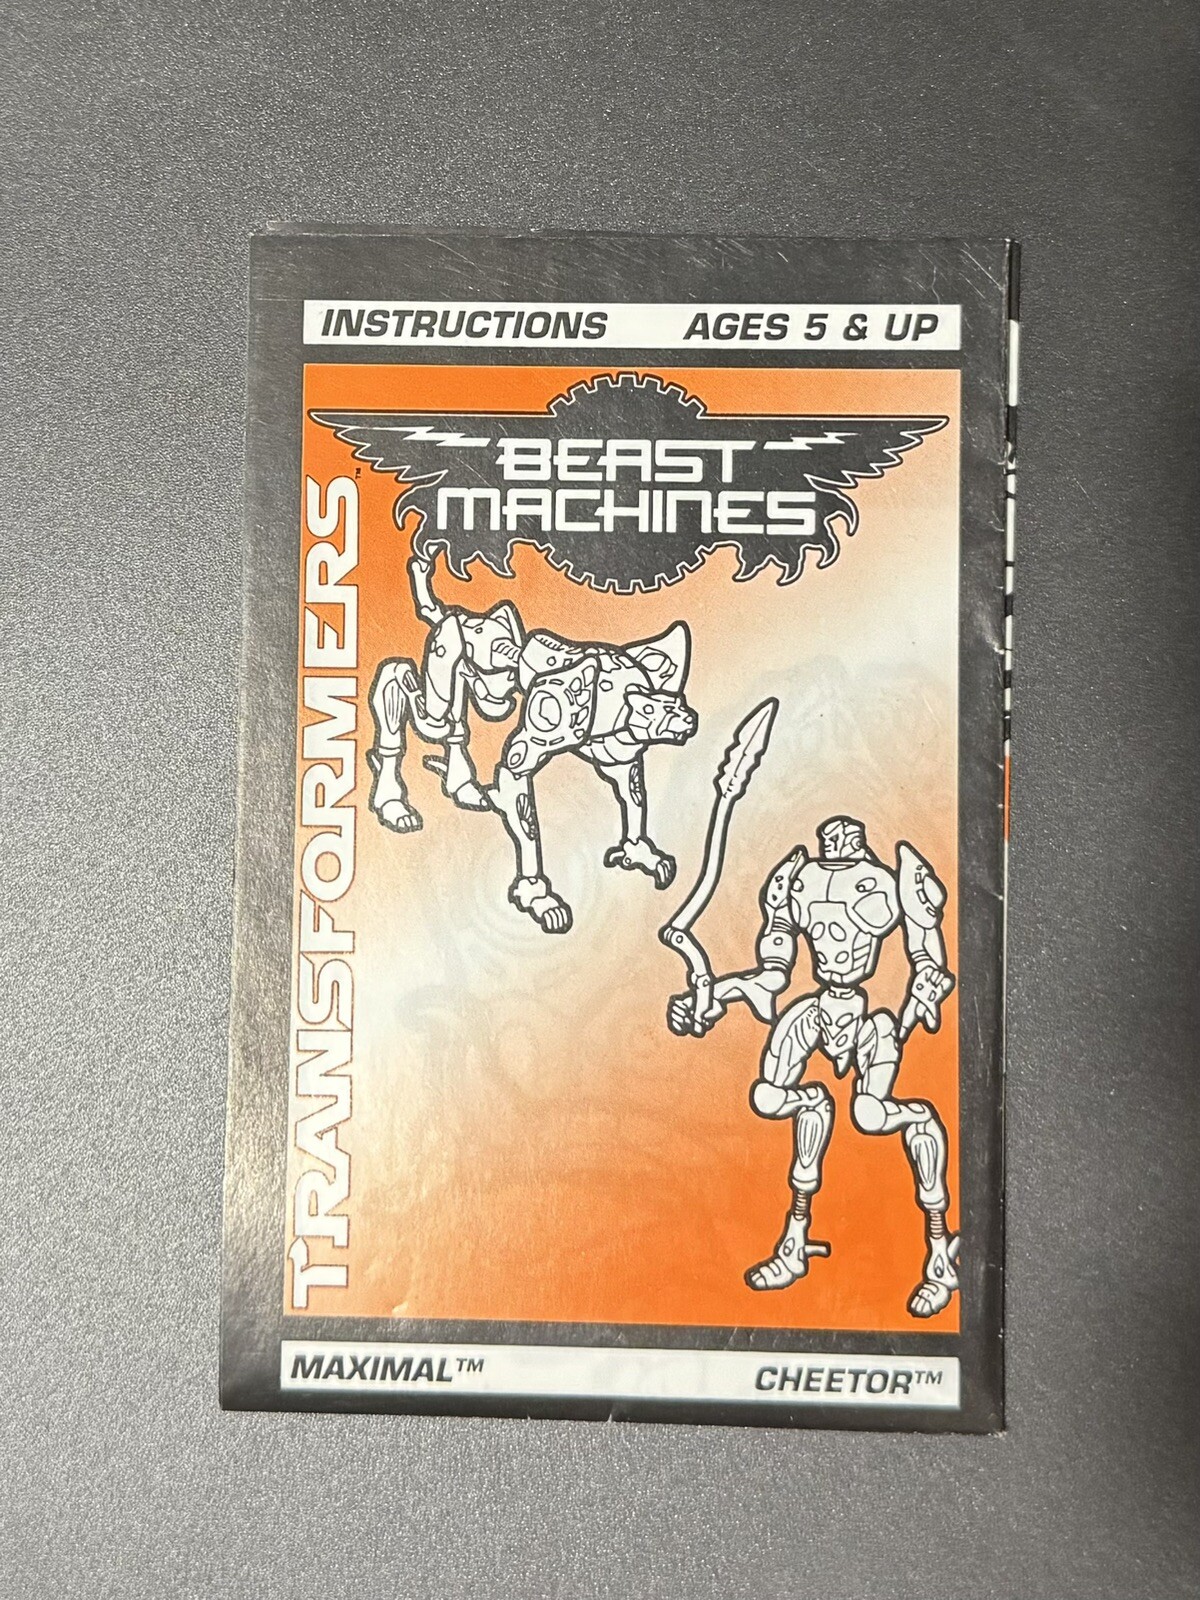 INSTRUCTIONS AGES 5 & UP
BEAST
MACHINES
TRANSFORMERS™
MAXIMAL™ CHEETOR™